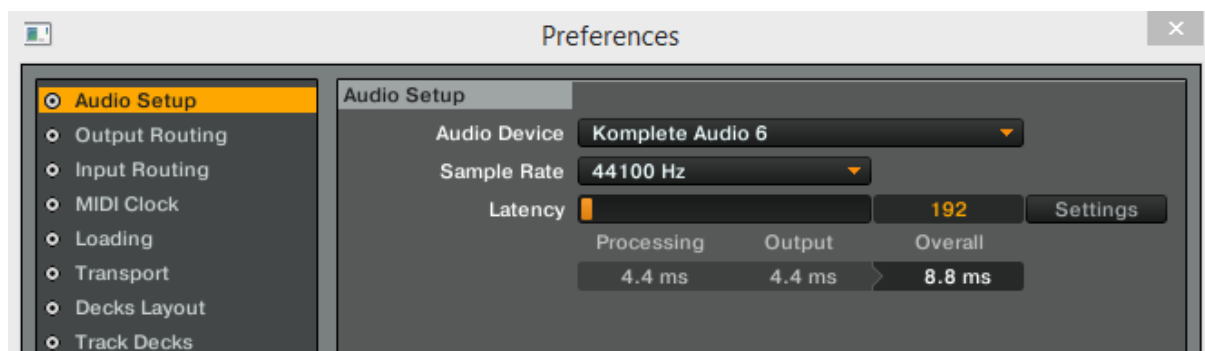 Preferences
Audio Setup
Output Routing
Input Routing
MIDI Clock
Loading
Transport
Decks Layout
Track Decks
Audio Setup
Audio Device Komplete Audio 6
Sample Rate 44100 Hz
Latency 192 Settings
Processing Output Overall
4.4 ms 4.4 ms 8.8 ms